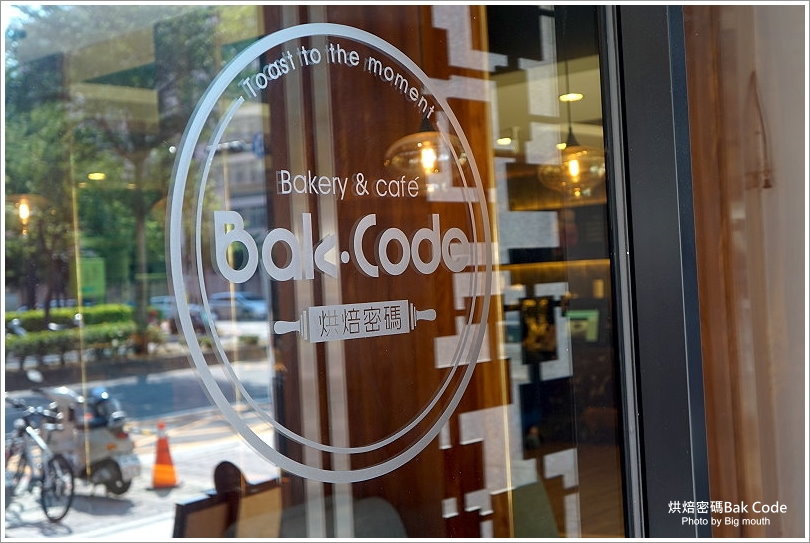 Toast to the moment
Bakery & café
Bak·Code
烘焙密碼
烘焙密碼Bak Code
Photo by Big mouth